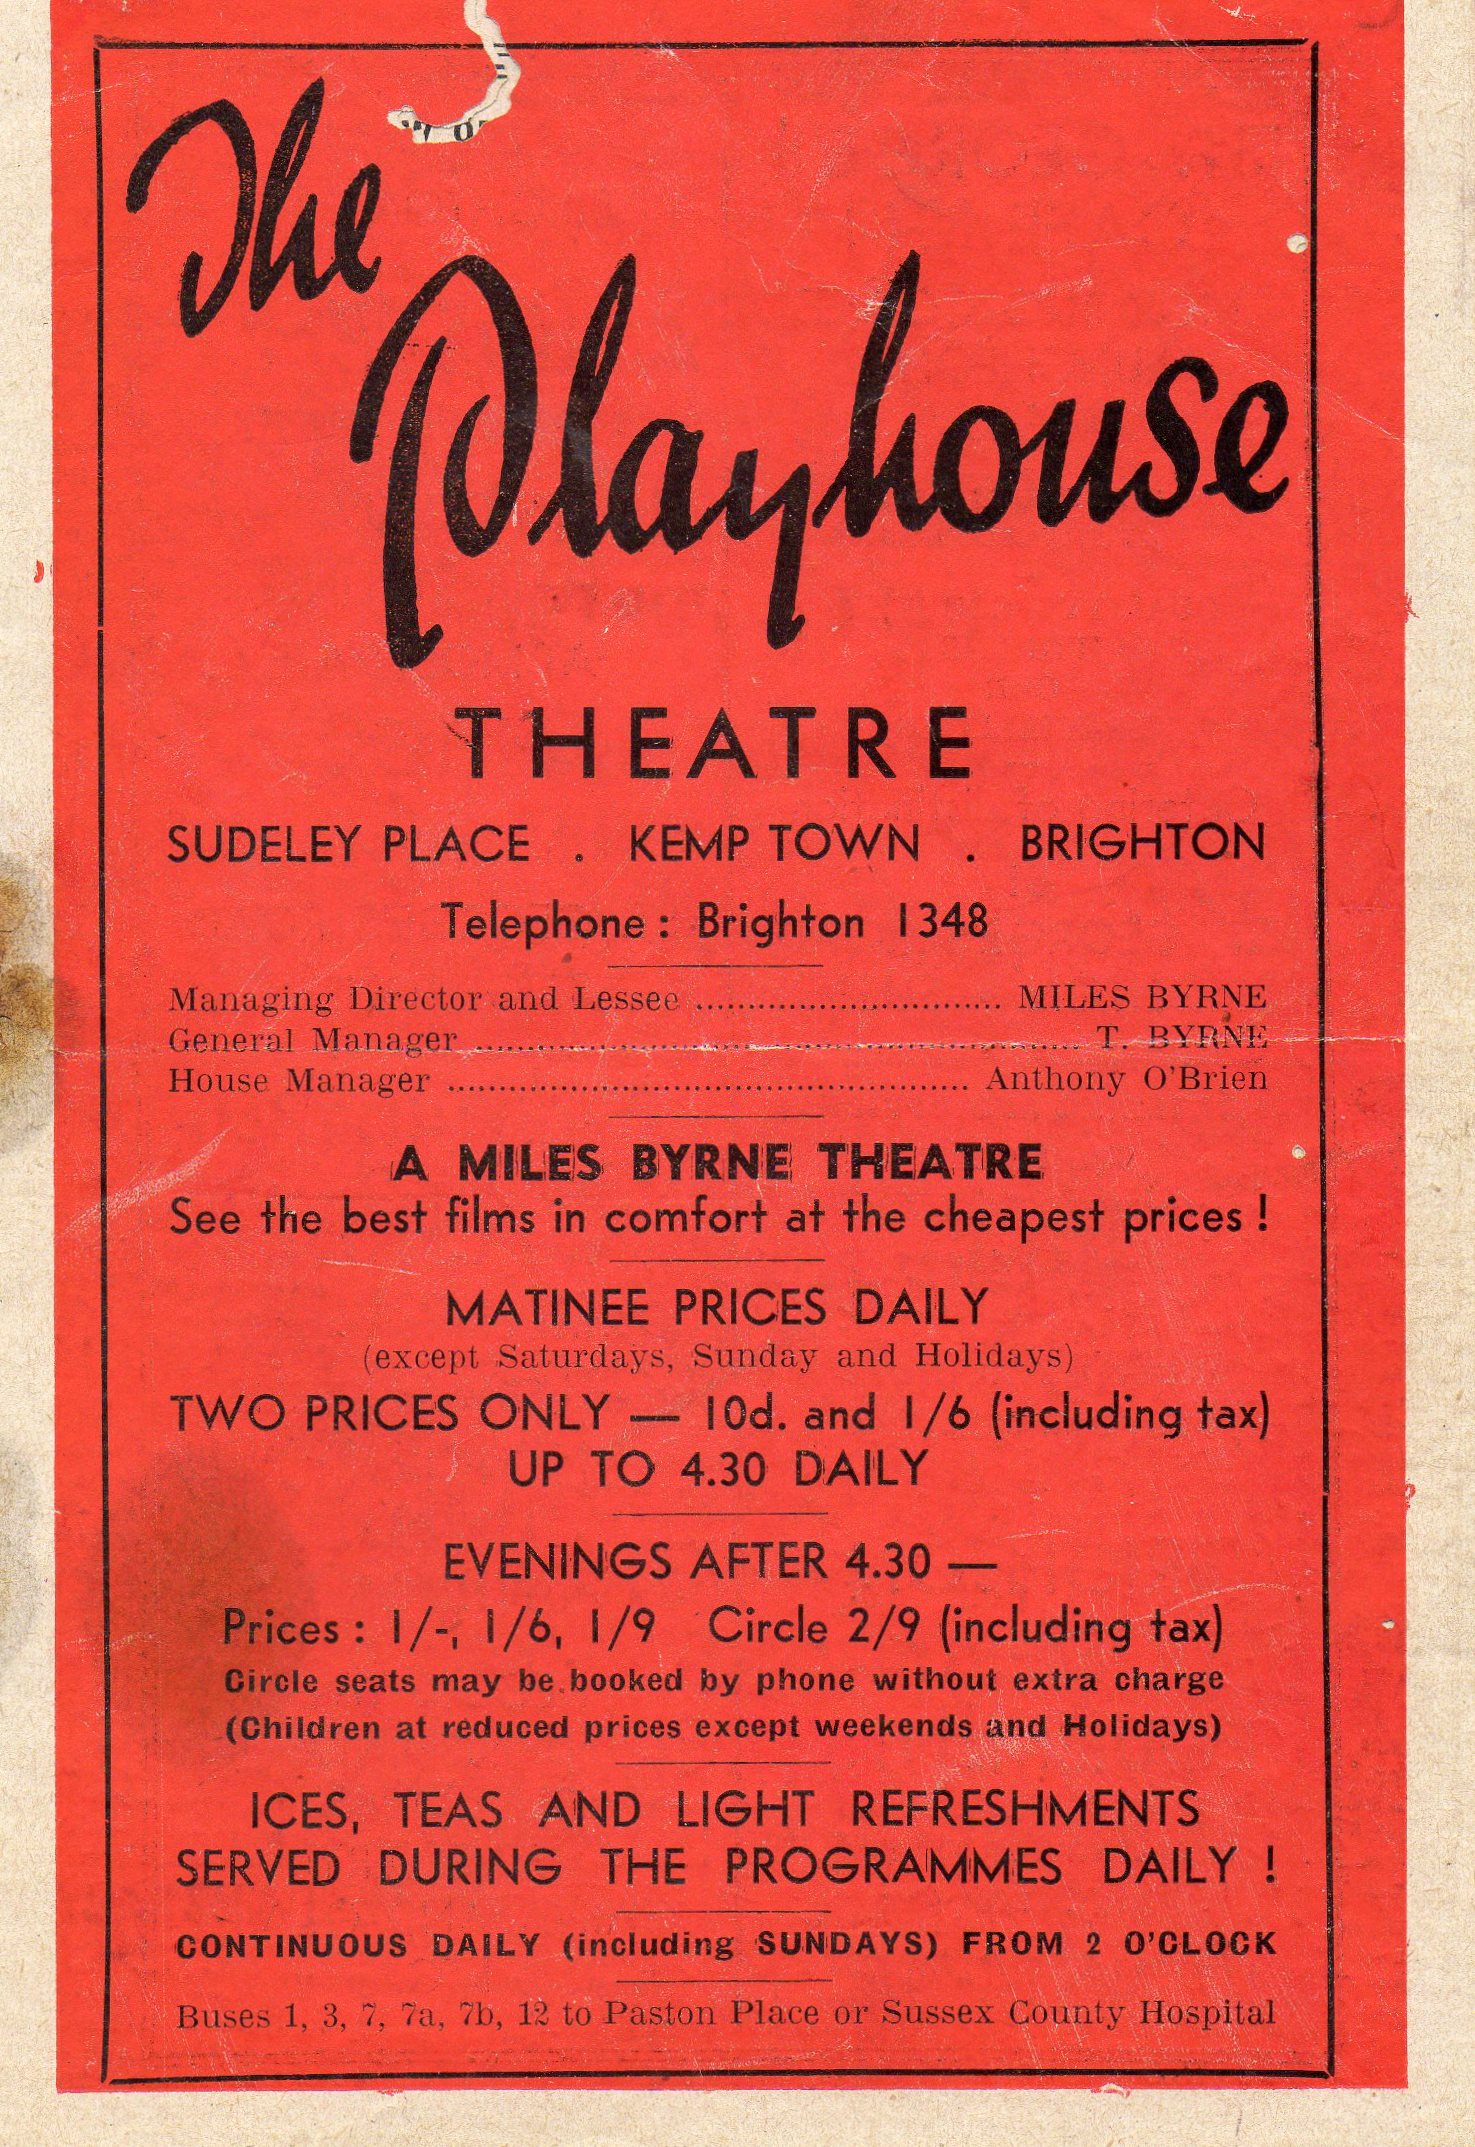 The
Playhouse
THEATRE
SUDELEY PLACE . KEMP TOWN . BRIGHTON
Telephone : Brighton 1348
Managing Director and Lessee ............................. MILES BYRNE
General Manager .......................................................... T. BYRNE
House Manager .................................................. Anthony O'Brien
A MILES BYRNE THEATRE
See the best films in comfort at the cheapest prices !
MATINEE PRICES DAILY
(except Saturdays, Sunday and Holidays)
TWO PRICES ONLY — 10d. and 1/6 (including tax)
UP TO 4.30 DAILY
EVENINGS AFTER 4.30 —
Prices : 1/-, 1/6, 1/9 Circle 2/9 (including tax)
Circle seats may be booked by phone without extra charge
(Children at reduced prices except weekends and Holidays)
ICES, TEAS AND LIGHT REFRESHMENTS
SERVED DURING THE PROGRAMMES DAILY !
CONTINUOUS DAILY (including SUNDAYS) FROM 2 O'CLOCK
Buses 1, 3, 7, 7a, 7b, 12 to Paston Place or Sussex County Hospital